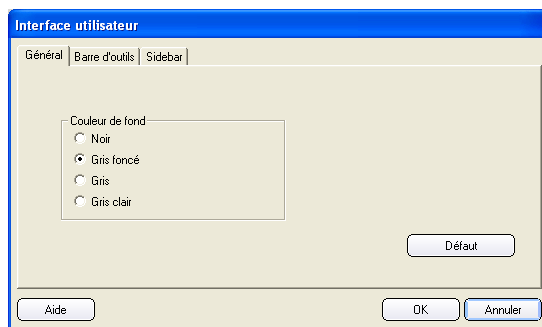 Interface utilisateur
Général Barre d'outils Sidebar
Couleur de fond
Noir
Gris foncé
Gris
Gris clair
Défaut
Aide OK Annuler